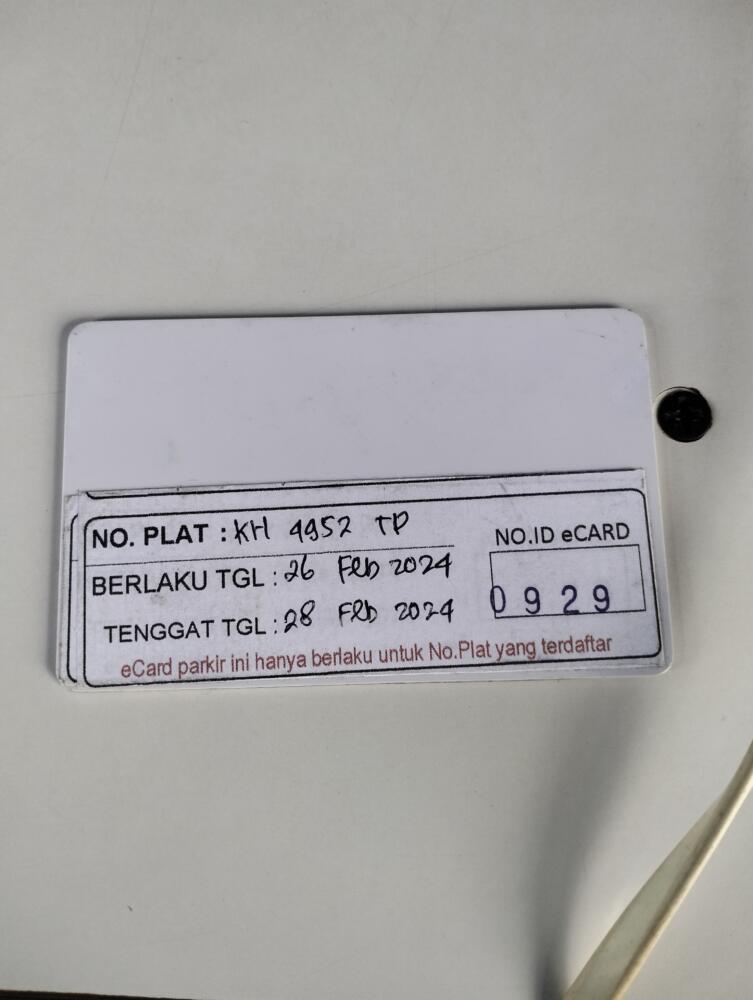 NO. PLAT : KH 4952 TP
NO.ID eCARD
BERLAKU TGL : 26 Feb 2024
0929
TENGGAT TGL : 28 Feb 2024
eCard parkir ini hanya berlaku untuk No.Plat yang terdaftar